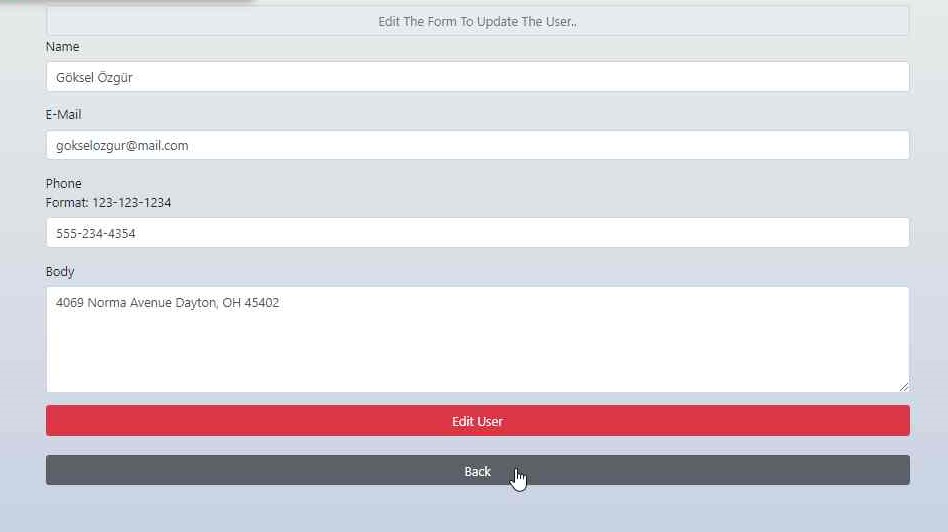 Edit The Form To Update The User..
Name
Göksel Özgür
E-Mail
gokselozgur@mail.com
Phone
Format: 123-123-1234
555-234-4354
Body
4069 Norma Avenue Dayton, OH 45402
Edit User
Back